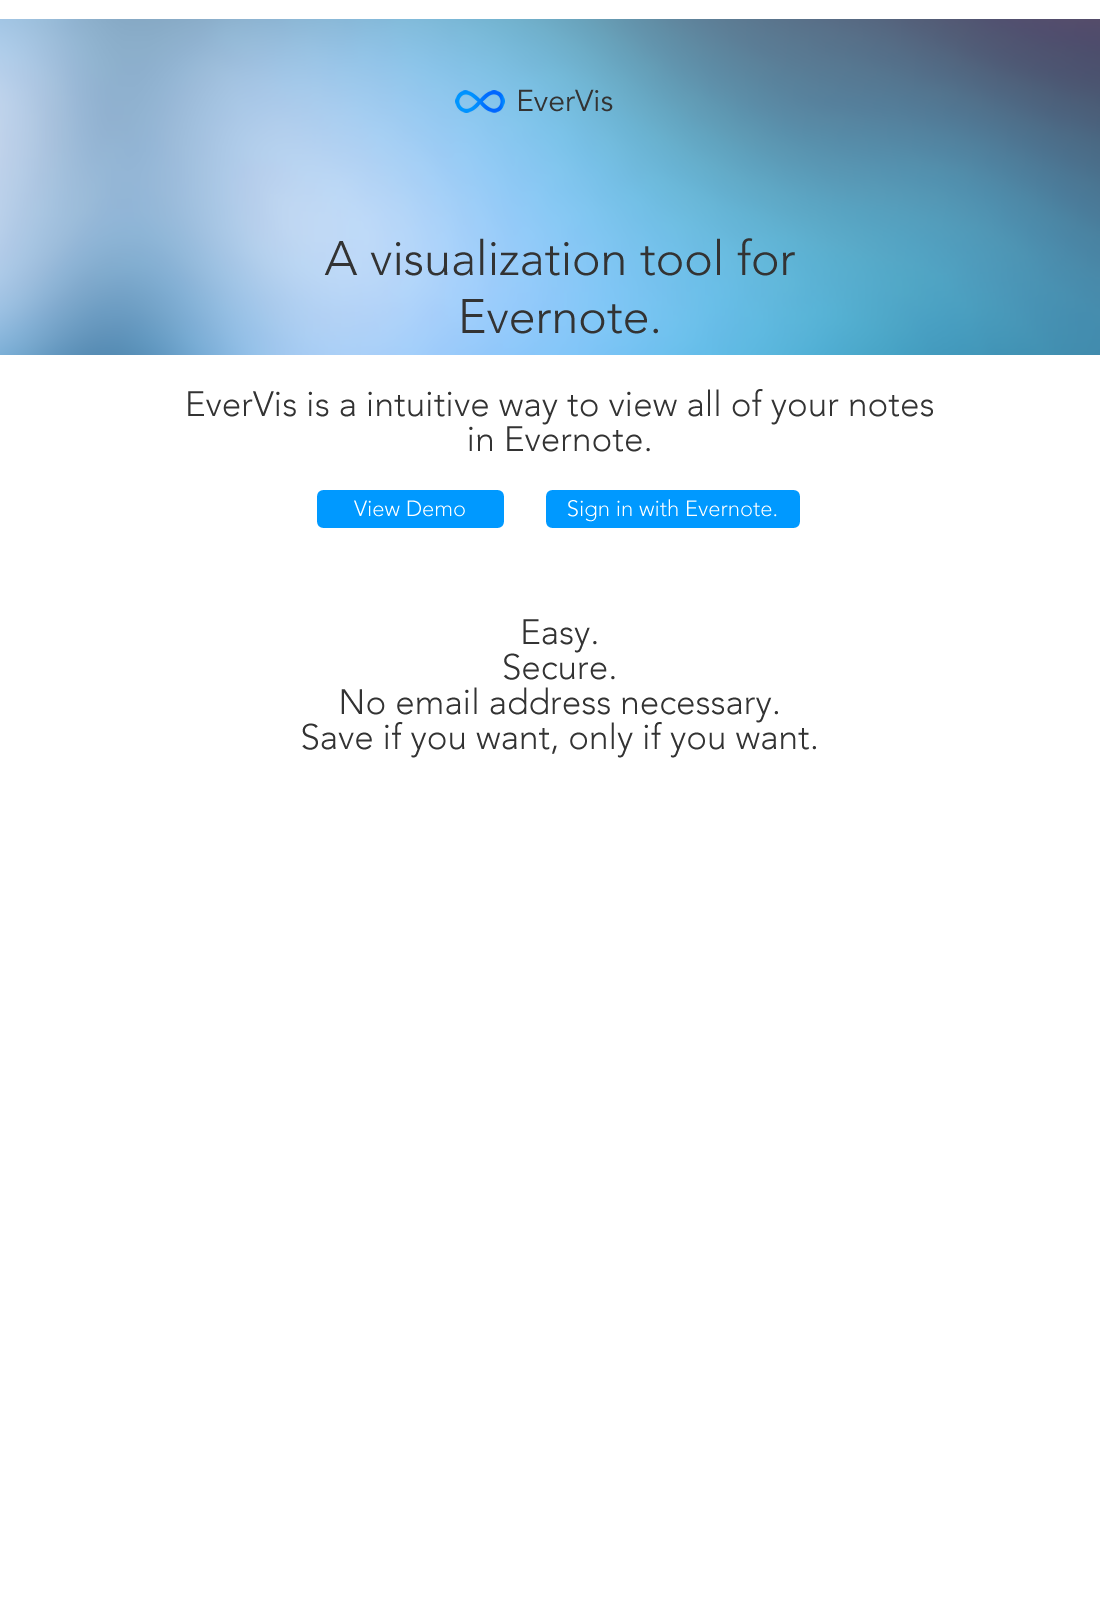 EverVis
A visualization tool for
Evernote.
EverVis is a intuitive way to view all of your notes
in Evernote.
View Demo
Sign in with Evernote.
Easy.
Secure.
No email address necessary.
Save if you want, only if you want.